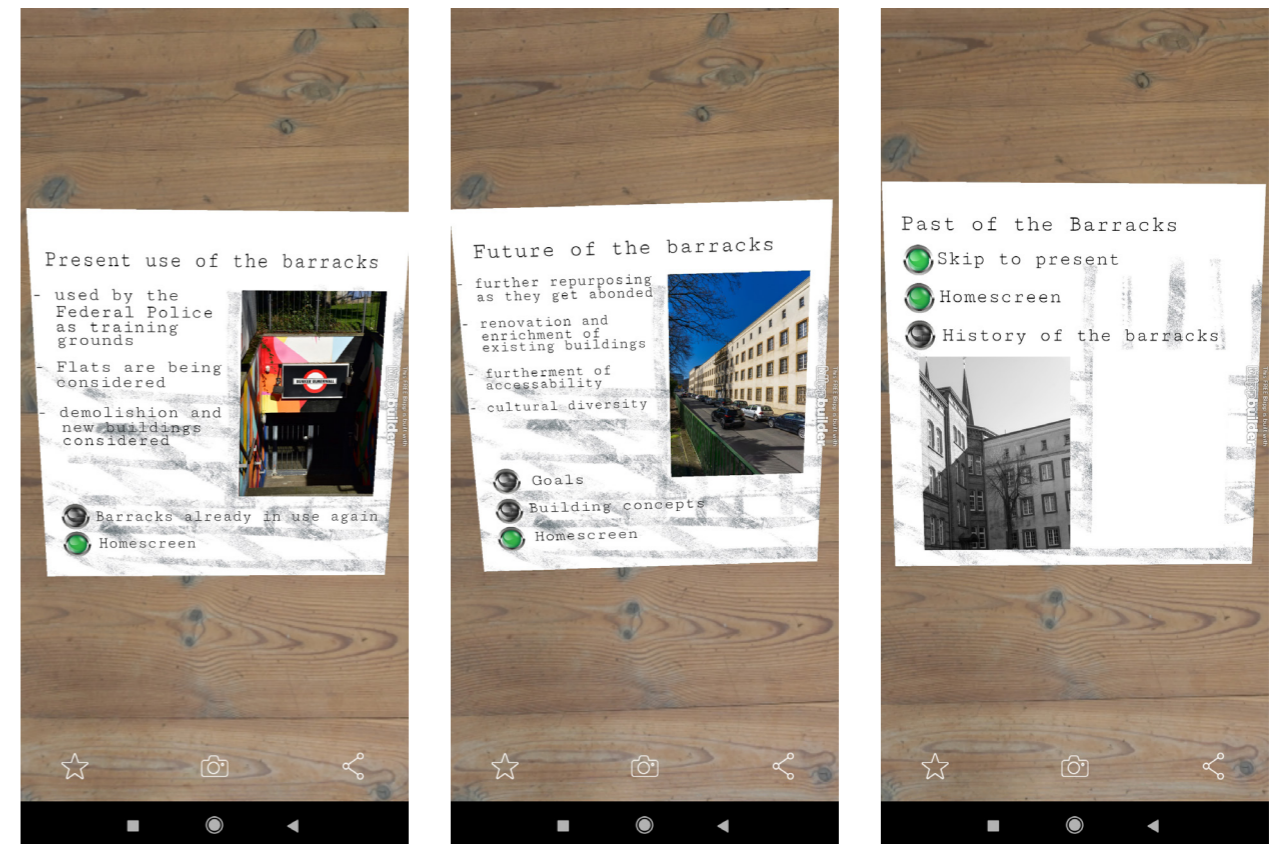 Present use of the barracks
- used by the
Federal Police
as training
grounds
- Flats are being
considered
- demolishion and
new buildings
considered
Barracks already in use again
Homescreen
Future of the barracks
- further repurposing
as they get abonded
- renovation and
enrichment of
existing buildings
- furtherment of
accessability
- cultural diversity
Goals
Building concepts
Homescreen
builder
Past of the Barracks
Skip to present
Homescreen
History of the barracks
builder